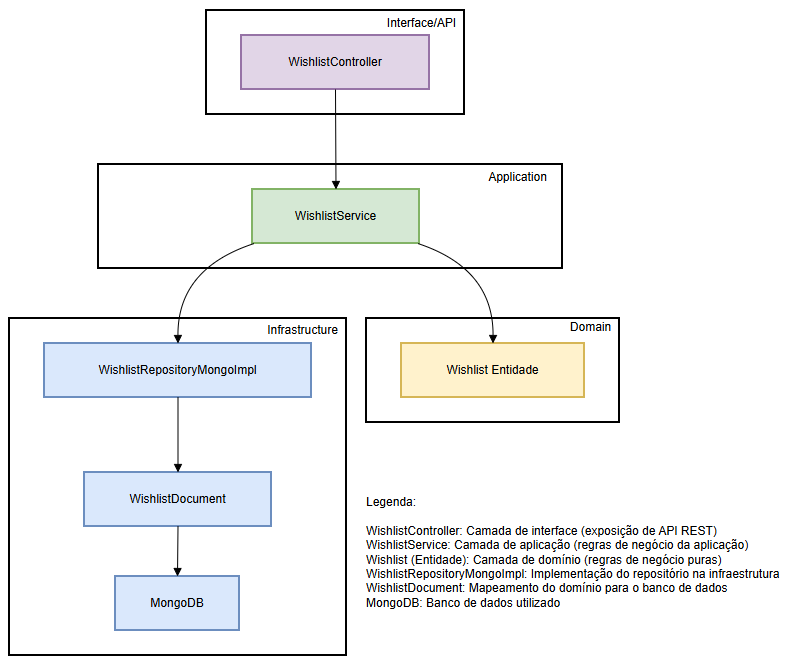 Interface/API
WishlistController
Application
WishlistService
Infrastructure
WishlistRepositoryMongoImpl
WishlistDocument
MongoDB
Domain
Wishlist Entidade
Legenda:
WishlistController: Camada de interface (exposição de API REST)
WishlistService: Camada de aplicação (regras de negócio da aplicação)
Wishlist (Entidade): Camada de domínio (regras de negócio puras)
WishlistRepositoryMongoImpl: Implementação do repositório na infraestrutura
WishlistDocument: Mapeamento do domínio para o banco de dados
MongoDB: Banco de dados utilizado